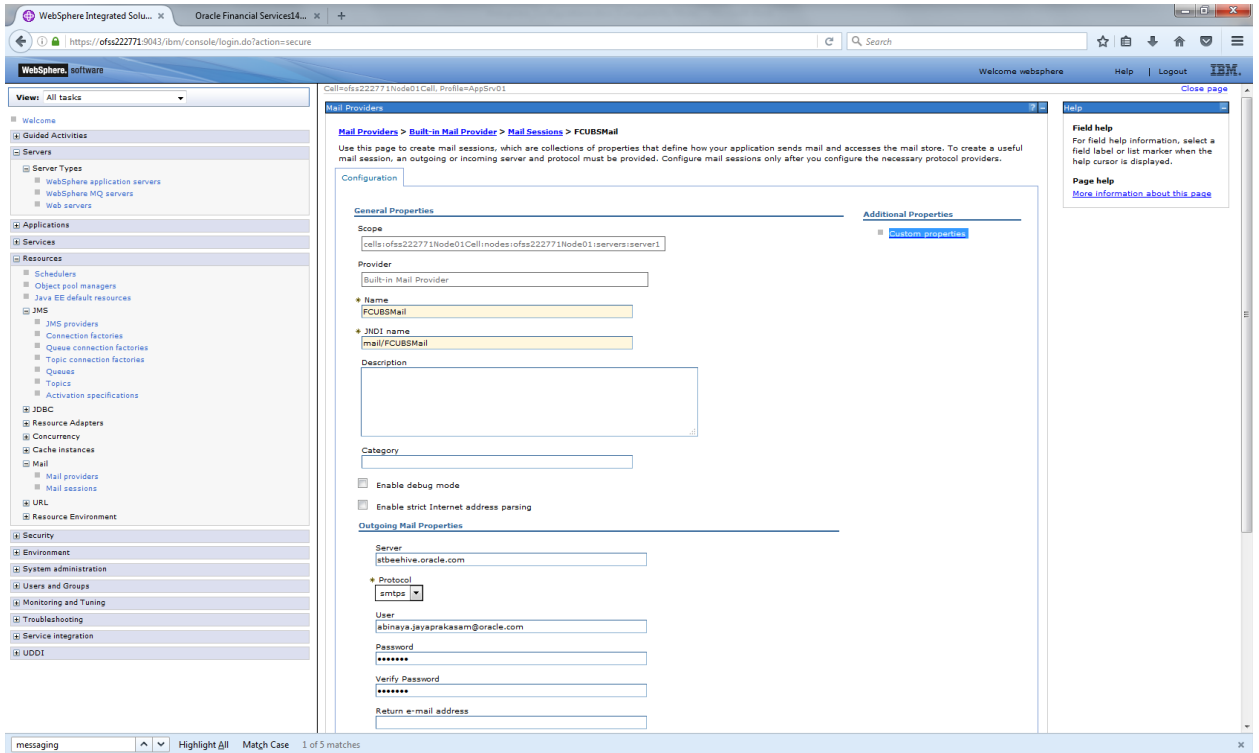 WebSphere Integrated Solu... ×
Oracle Financial Services14... ×
+
https://ofss222771:9043/ibm/console/login.do?action=secure
Search
WebSphere. software
Welcome websphere
Help | Logout
IBM.
View: All tasks
Welcome
Guided Activities
Servers
Server Types
WebSphere application servers
WebSphere MQ servers
Web servers
Applications
Services
Resources
Schedulers
Object pool managers
Java EE default resources
JMS
JMS providers
Connection factories
Queue connection factories
Topic connection factories
Queues
Topics
Activation specifications
JDBC
Resource Adapters
Concurrency
Cache instances
Mail
Mail providers
Mail sessions
URL
Resource Environment
Security
Environment
System administration
Users and Groups
Monitoring and Tuning
Troubleshooting
Service integration
UDDI
Cell=ofss222771Node01Cell, Profile=AppSrv01
Close page
Mail Providers
? –
Mail Providers > Built-in Mail Provider > Mail Sessions > FCUBSMail
Use this page to create mail sessions, which are collections of properties that define how your application sends mail and accesses the mail store. To create a useful
mail session, an outgoing or incoming server and protocol must be provided. Configure mail sessions only after you configure the necessary protocol providers.
Configuration
General Properties
Scope
cells:ofss222771Node01Cell:nodes:ofss222771Node01:servers:server1
Provider
Built-in Mail Provider
* Name
FCUBSMail
* JNDI name
mail/FCUBSMail
Description
Category
Enable debug mode
Enable strict Internet address parsing
Outgoing Mail Properties
Server
stbeehive.oracle.com
* Protocol
smtps
User
abinaya.jayaprakasam@oracle.com
Password
•••••••
Verify Password
•••••••
Return e-mail address
Additional Properties
Custom properties
Help
Field help
For field help information, select a
field label or list marker when the
help cursor is displayed.
Page help
More information about this page
messaging
Highlight All Match Case 1 of 5 matches